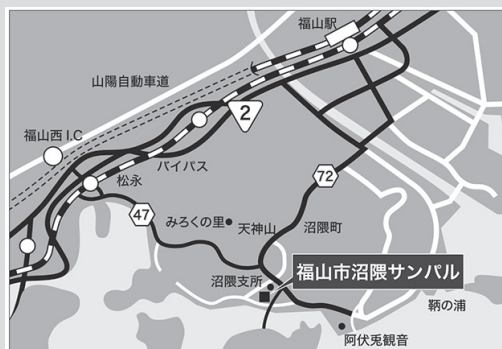 福山駅
山陽自動車道
2
福山西I.C
バイパス
松永
72
47
みろくの里
天神山
沼隈町
沼隈支所
福山市沼隈サンパル
鞆の浦
阿伏兎観音